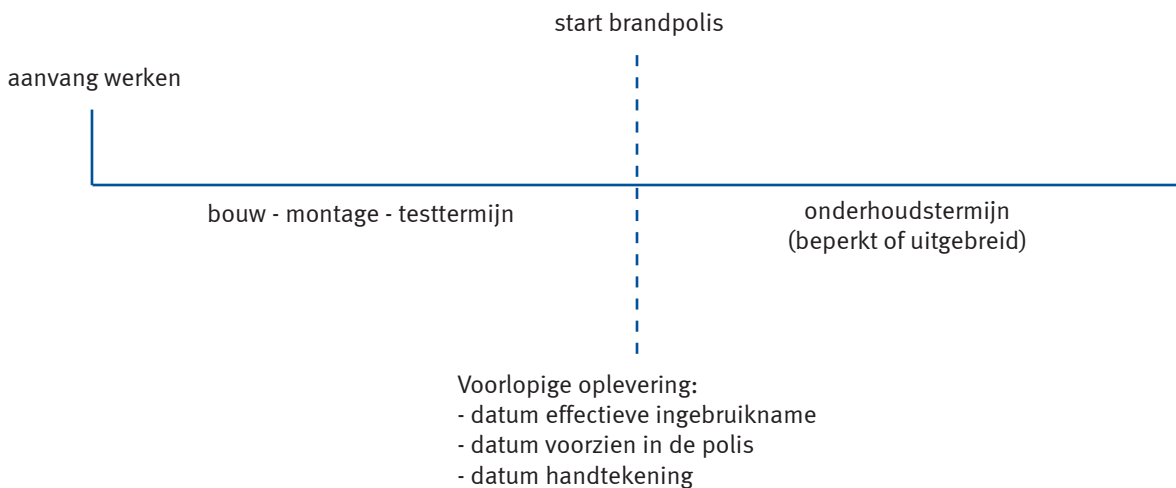 start brandpolis
aanvang werken
bouw - montage - testtermijn
onderhoudstermijn
(beperkt of uitgebreid)
Voorlopige oplevering:
- datum effectieve ingebruikname
- datum voorzien in de polis
- datum handtekening